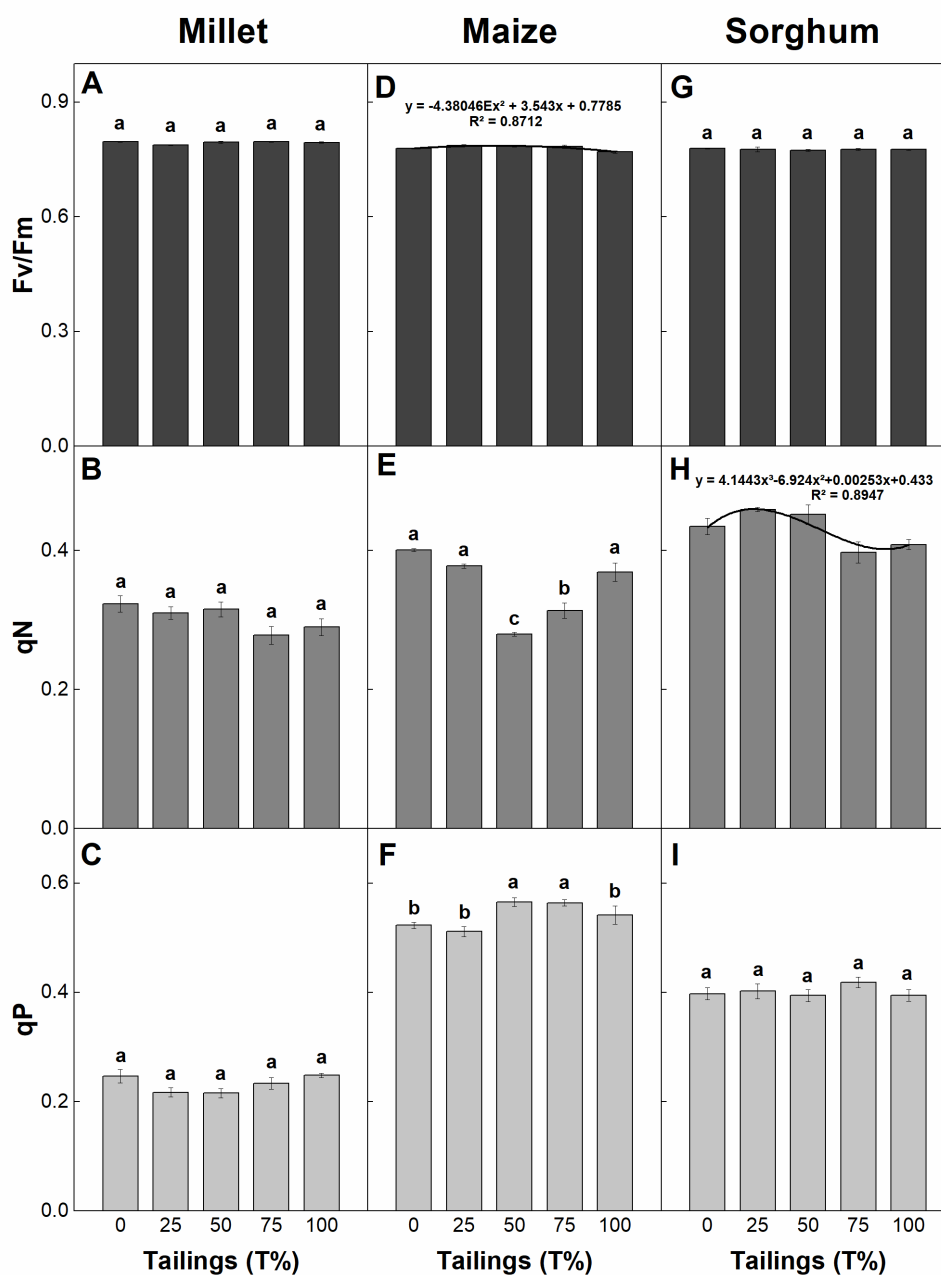 Millet Maize Sorghum
A D G
y = -4.38046Ex² + 3.543x + 0.7785
R² = 0.8712
0.9
a a a a a
a a a a a
0.6
Fv/Fm
0.3
0.0
B E H
y = 4.1443x³-6.924x²+0.00253x+0.433
R² = 0.8947
0.4
a a a a a
a a c b a
qN
0.2
0.0
C F I
0.6
b b a a b
0.4
a a a a a
qP
a a a a a
0.2
0.0
0 25 50 75 100 0 25 50 75 100 0 25 50 75 100
Tailings (T%) Tailings (T%) Tailings (T%)